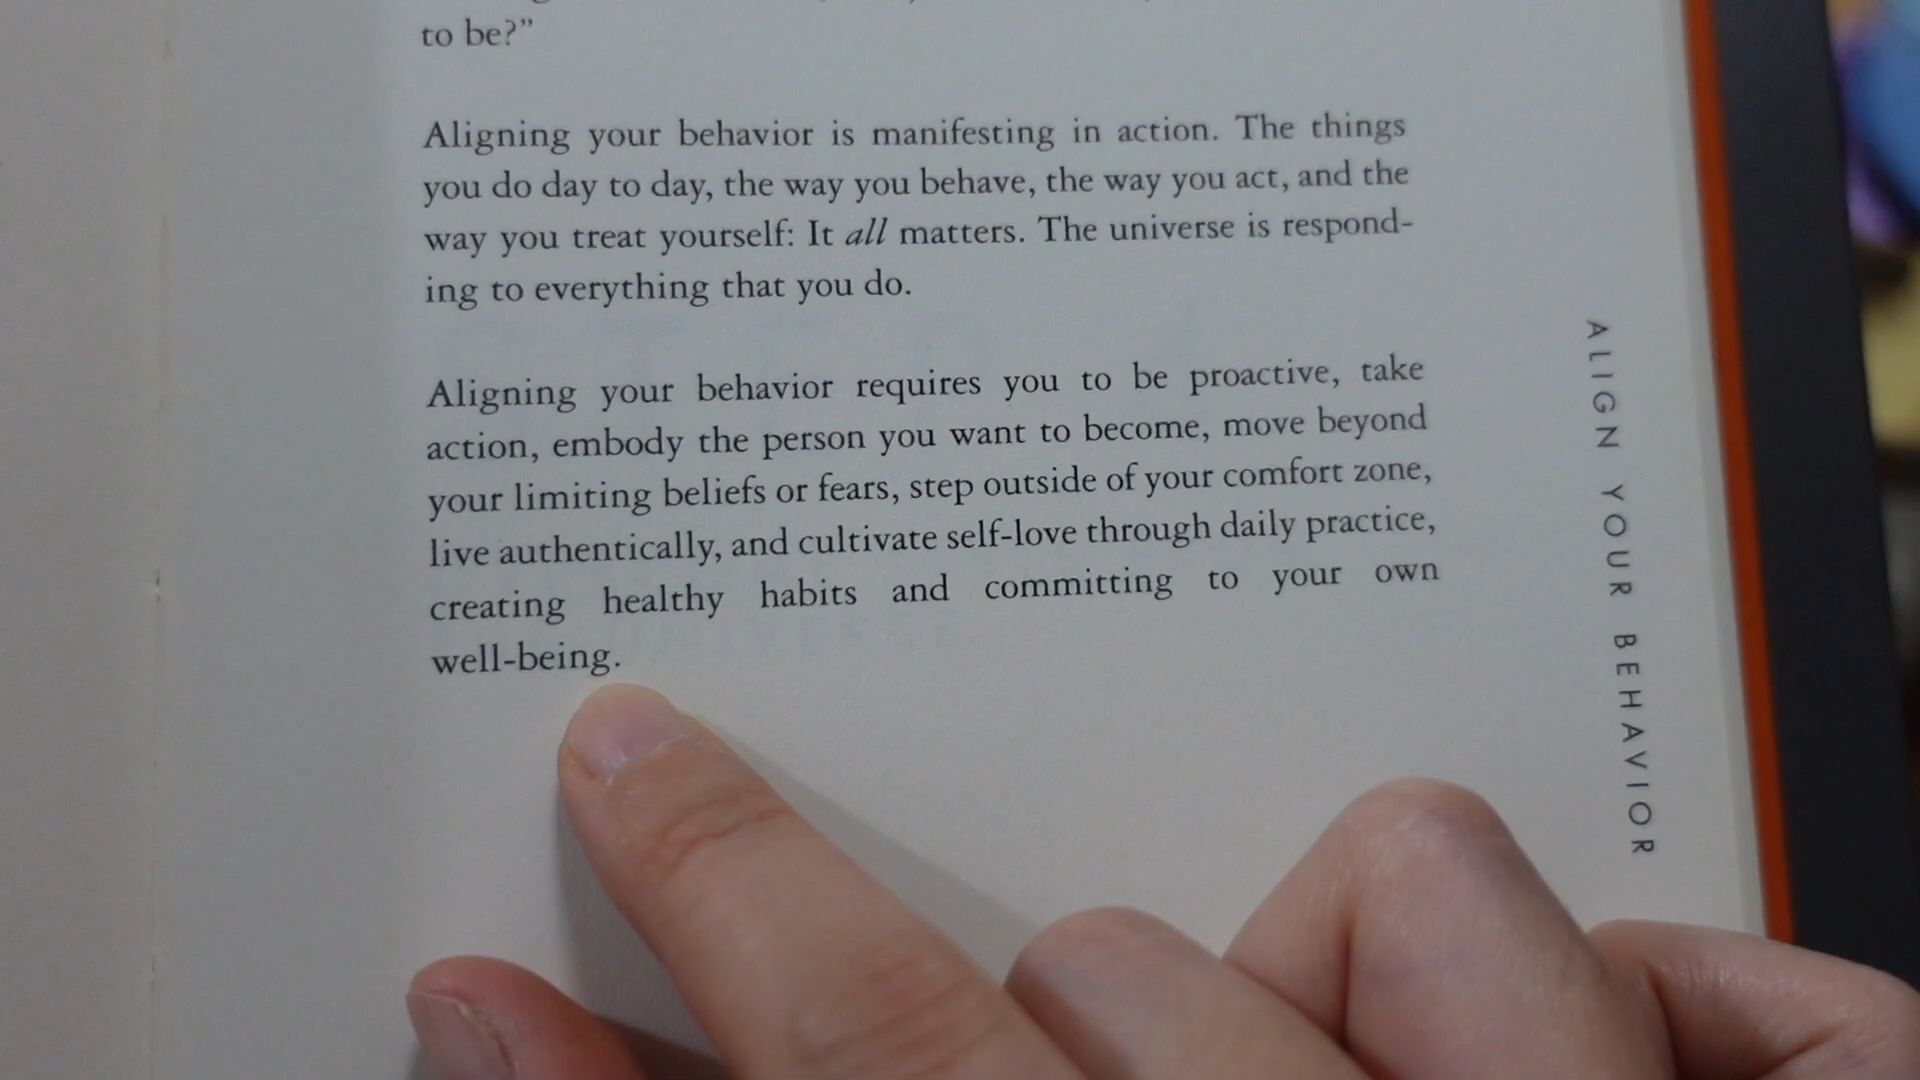 to be?”
Aligning your behavior is manifesting in action. The things
you do day to day, the way you behave, the way you act, and the
way you treat yourself: It all matters. The universe is respond-
ing to everything that you do.
Aligning your behavior requires you to be proactive, take
action, embody the person you want to become, move beyond
your limiting beliefs or fears, step outside of your comfort zone,
live authentically, and cultivate self-love through daily practice,
creating healthy habits and committing to your own
well-being.
ALIGN YOUR BEHAVIOR